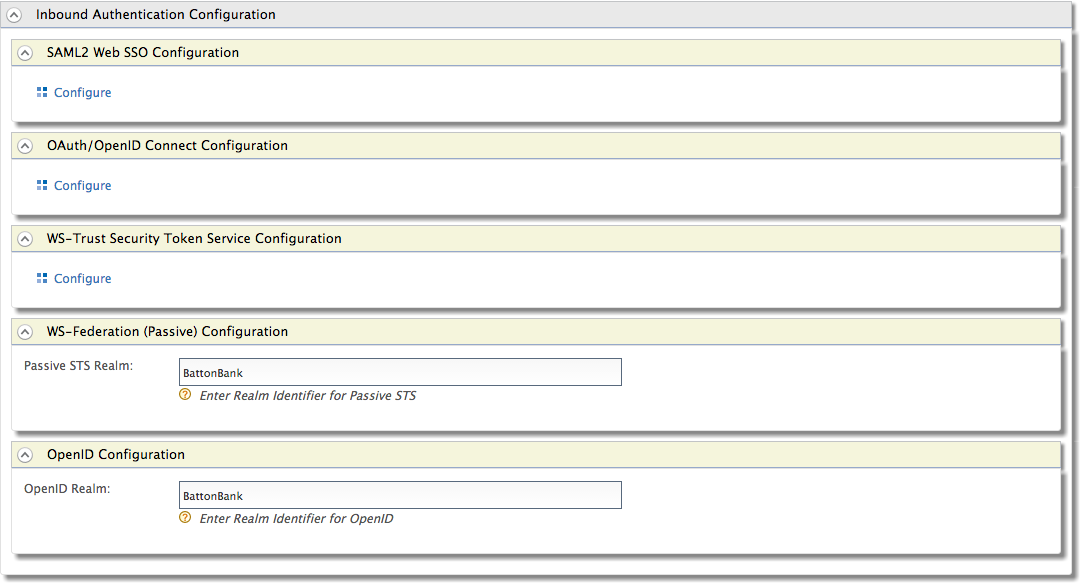 Inbound Authentication Configuration
SAML2 Web SSO Configuration
Configure
OAuth/OpenID Connect Configuration
Configure
WS-Trust Security Token Service Configuration
Configure
WS-Federation (Passive) Configuration
Passive STS Realm:
BattonBank
Enter Realm Identifier for Passive STS
OpenID Configuration
OpenID Realm:
BattonBank
Enter Realm Identifier for OpenID